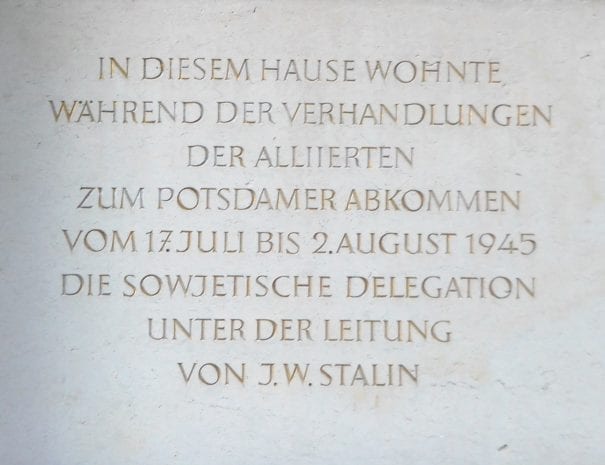 IN DIESEM HAUSE WOHNTE
WÄHREND DER VERHANDLUNGEN
DER ALLIIERTEN
ZUM POTSDAMER ABKOMMEN
VOM 17. JULI BIS 2. AUGUST 1945
DIE SOWJETISCHE DELEGATION
UNTER DER LEITUNG
VON J. W. STALIN